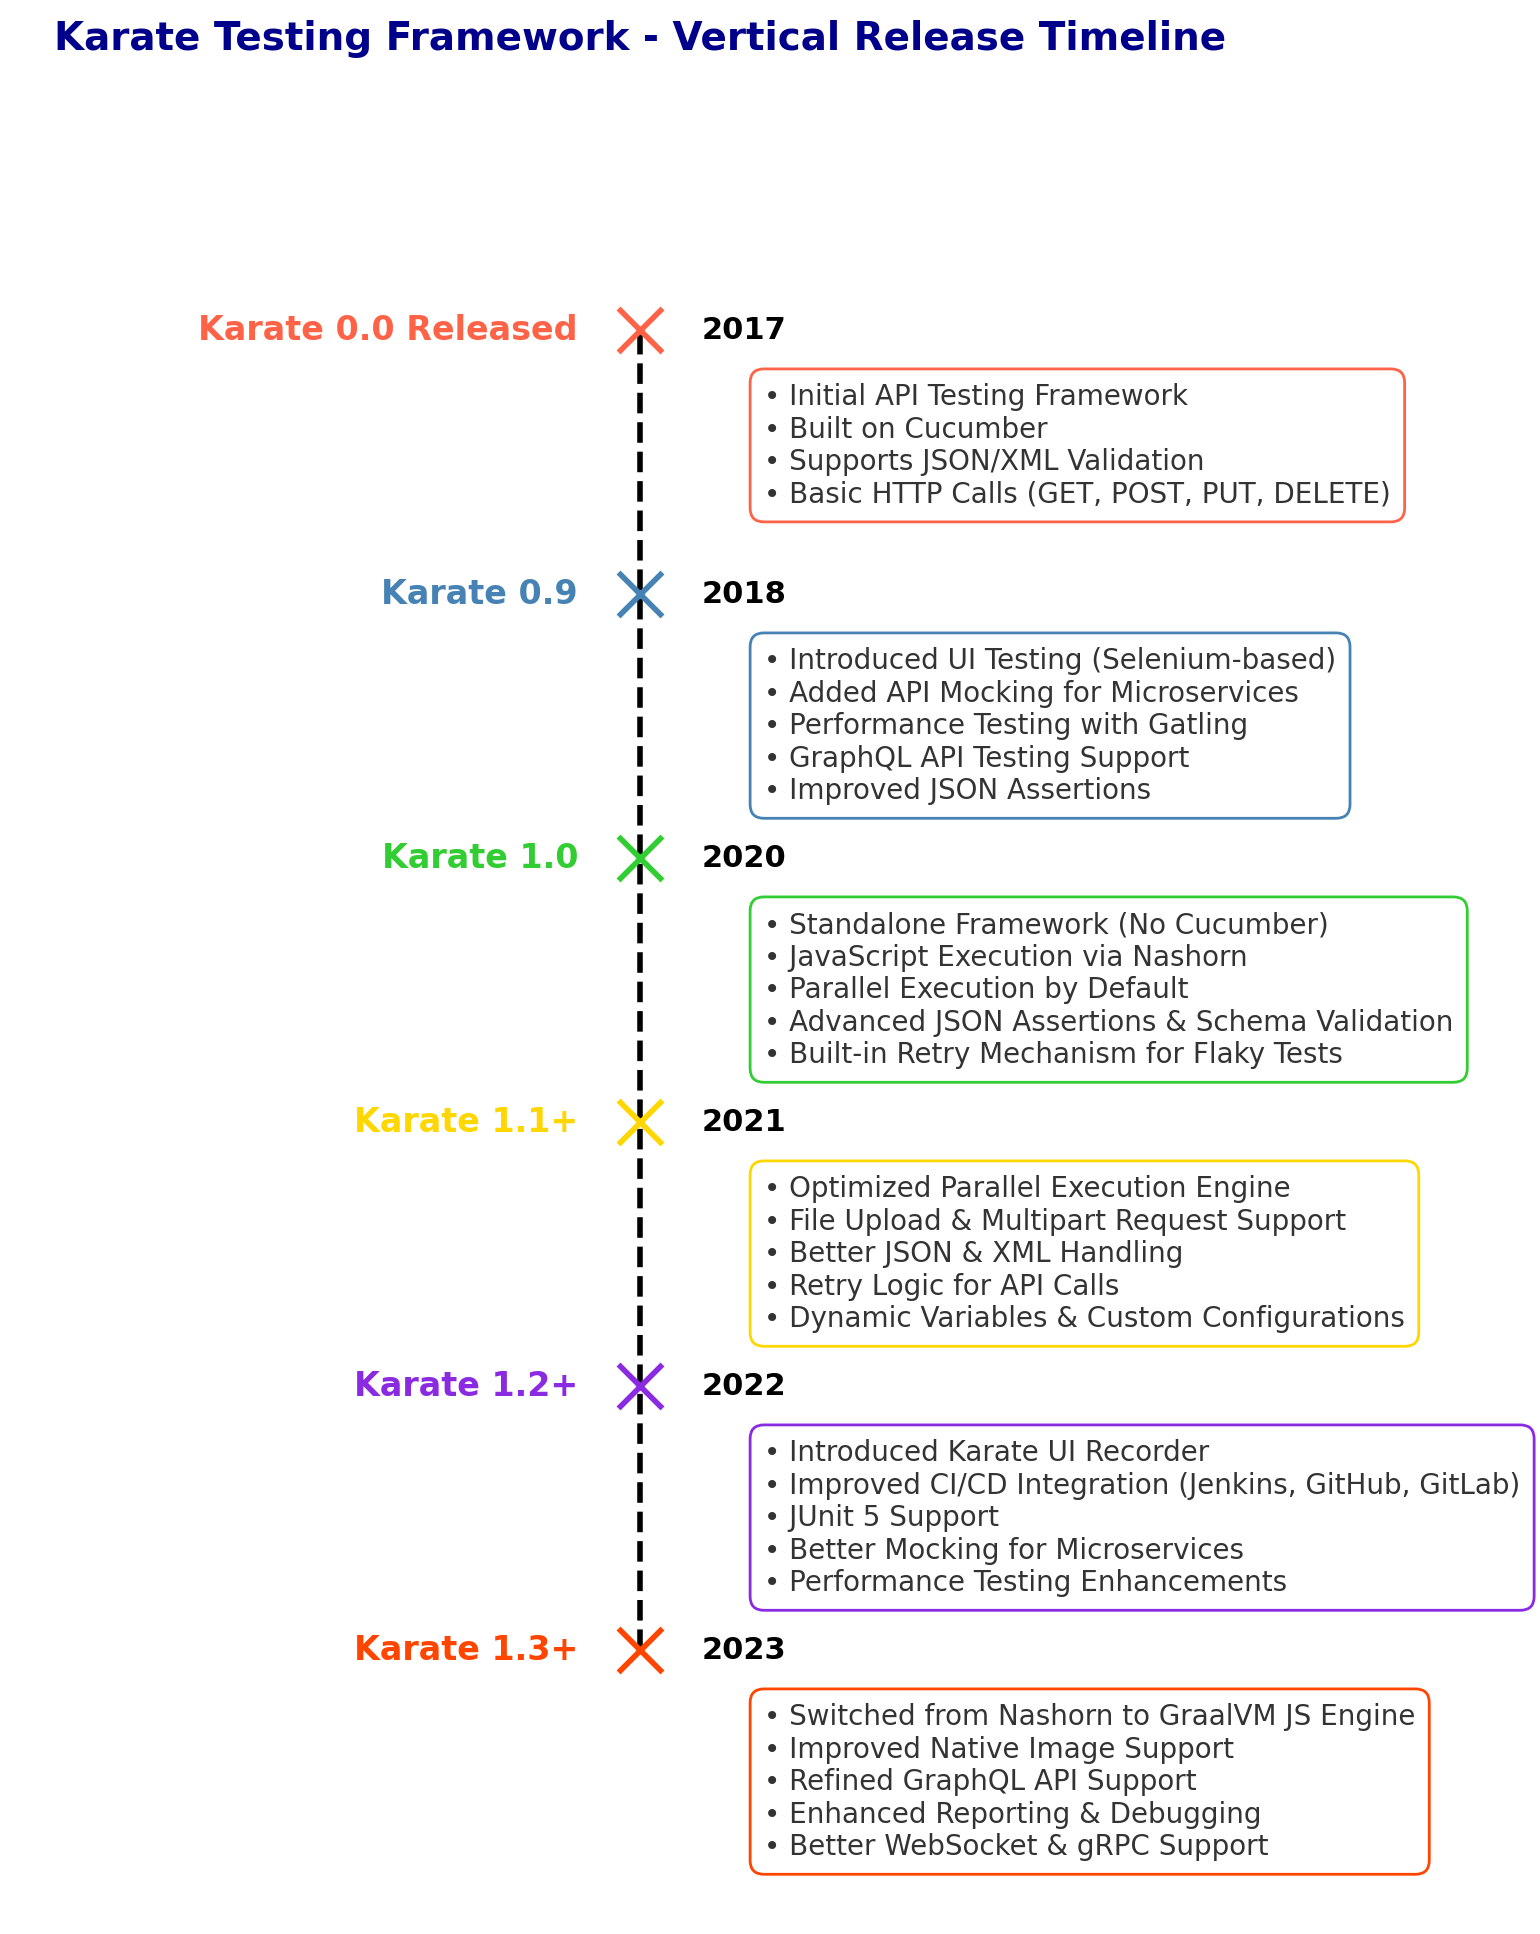 Karate Testing Framework - Vertical Release Timeline
Karate 0.0 Released
2017
• Initial API Testing Framework
• Built on Cucumber
• Supports JSON/XML Validation
• Basic HTTP Calls (GET, POST, PUT, DELETE)
Karate 0.9
2018
• Introduced UI Testing (Selenium-based)
• Added API Mocking for Microservices
• Performance Testing with Gatling
• GraphQL API Testing Support
• Improved JSON Assertions
Karate 1.0
2020
• Standalone Framework (No Cucumber)
• JavaScript Execution via Nashorn
• Parallel Execution by Default
• Advanced JSON Assertions & Schema Validation
• Built-in Retry Mechanism for Flaky Tests
Karate 1.1+
2021
• Optimized Parallel Execution Engine
• File Upload & Multipart Request Support
• Better JSON & XML Handling
• Retry Logic for API Calls
• Dynamic Variables & Custom Configurations
Karate 1.2+
2022
• Introduced Karate UI Recorder
• Improved CI/CD Integration (Jenkins, GitHub, GitLab)
• JUnit 5 Support
• Better Mocking for Microservices
• Performance Testing Enhancements
Karate 1.3+
2023
• Switched from Nashorn to GraalVM JS Engine
• Improved Native Image Support
• Refined GraphQL API Support
• Enhanced Reporting & Debugging
• Better WebSocket & gRPC Support